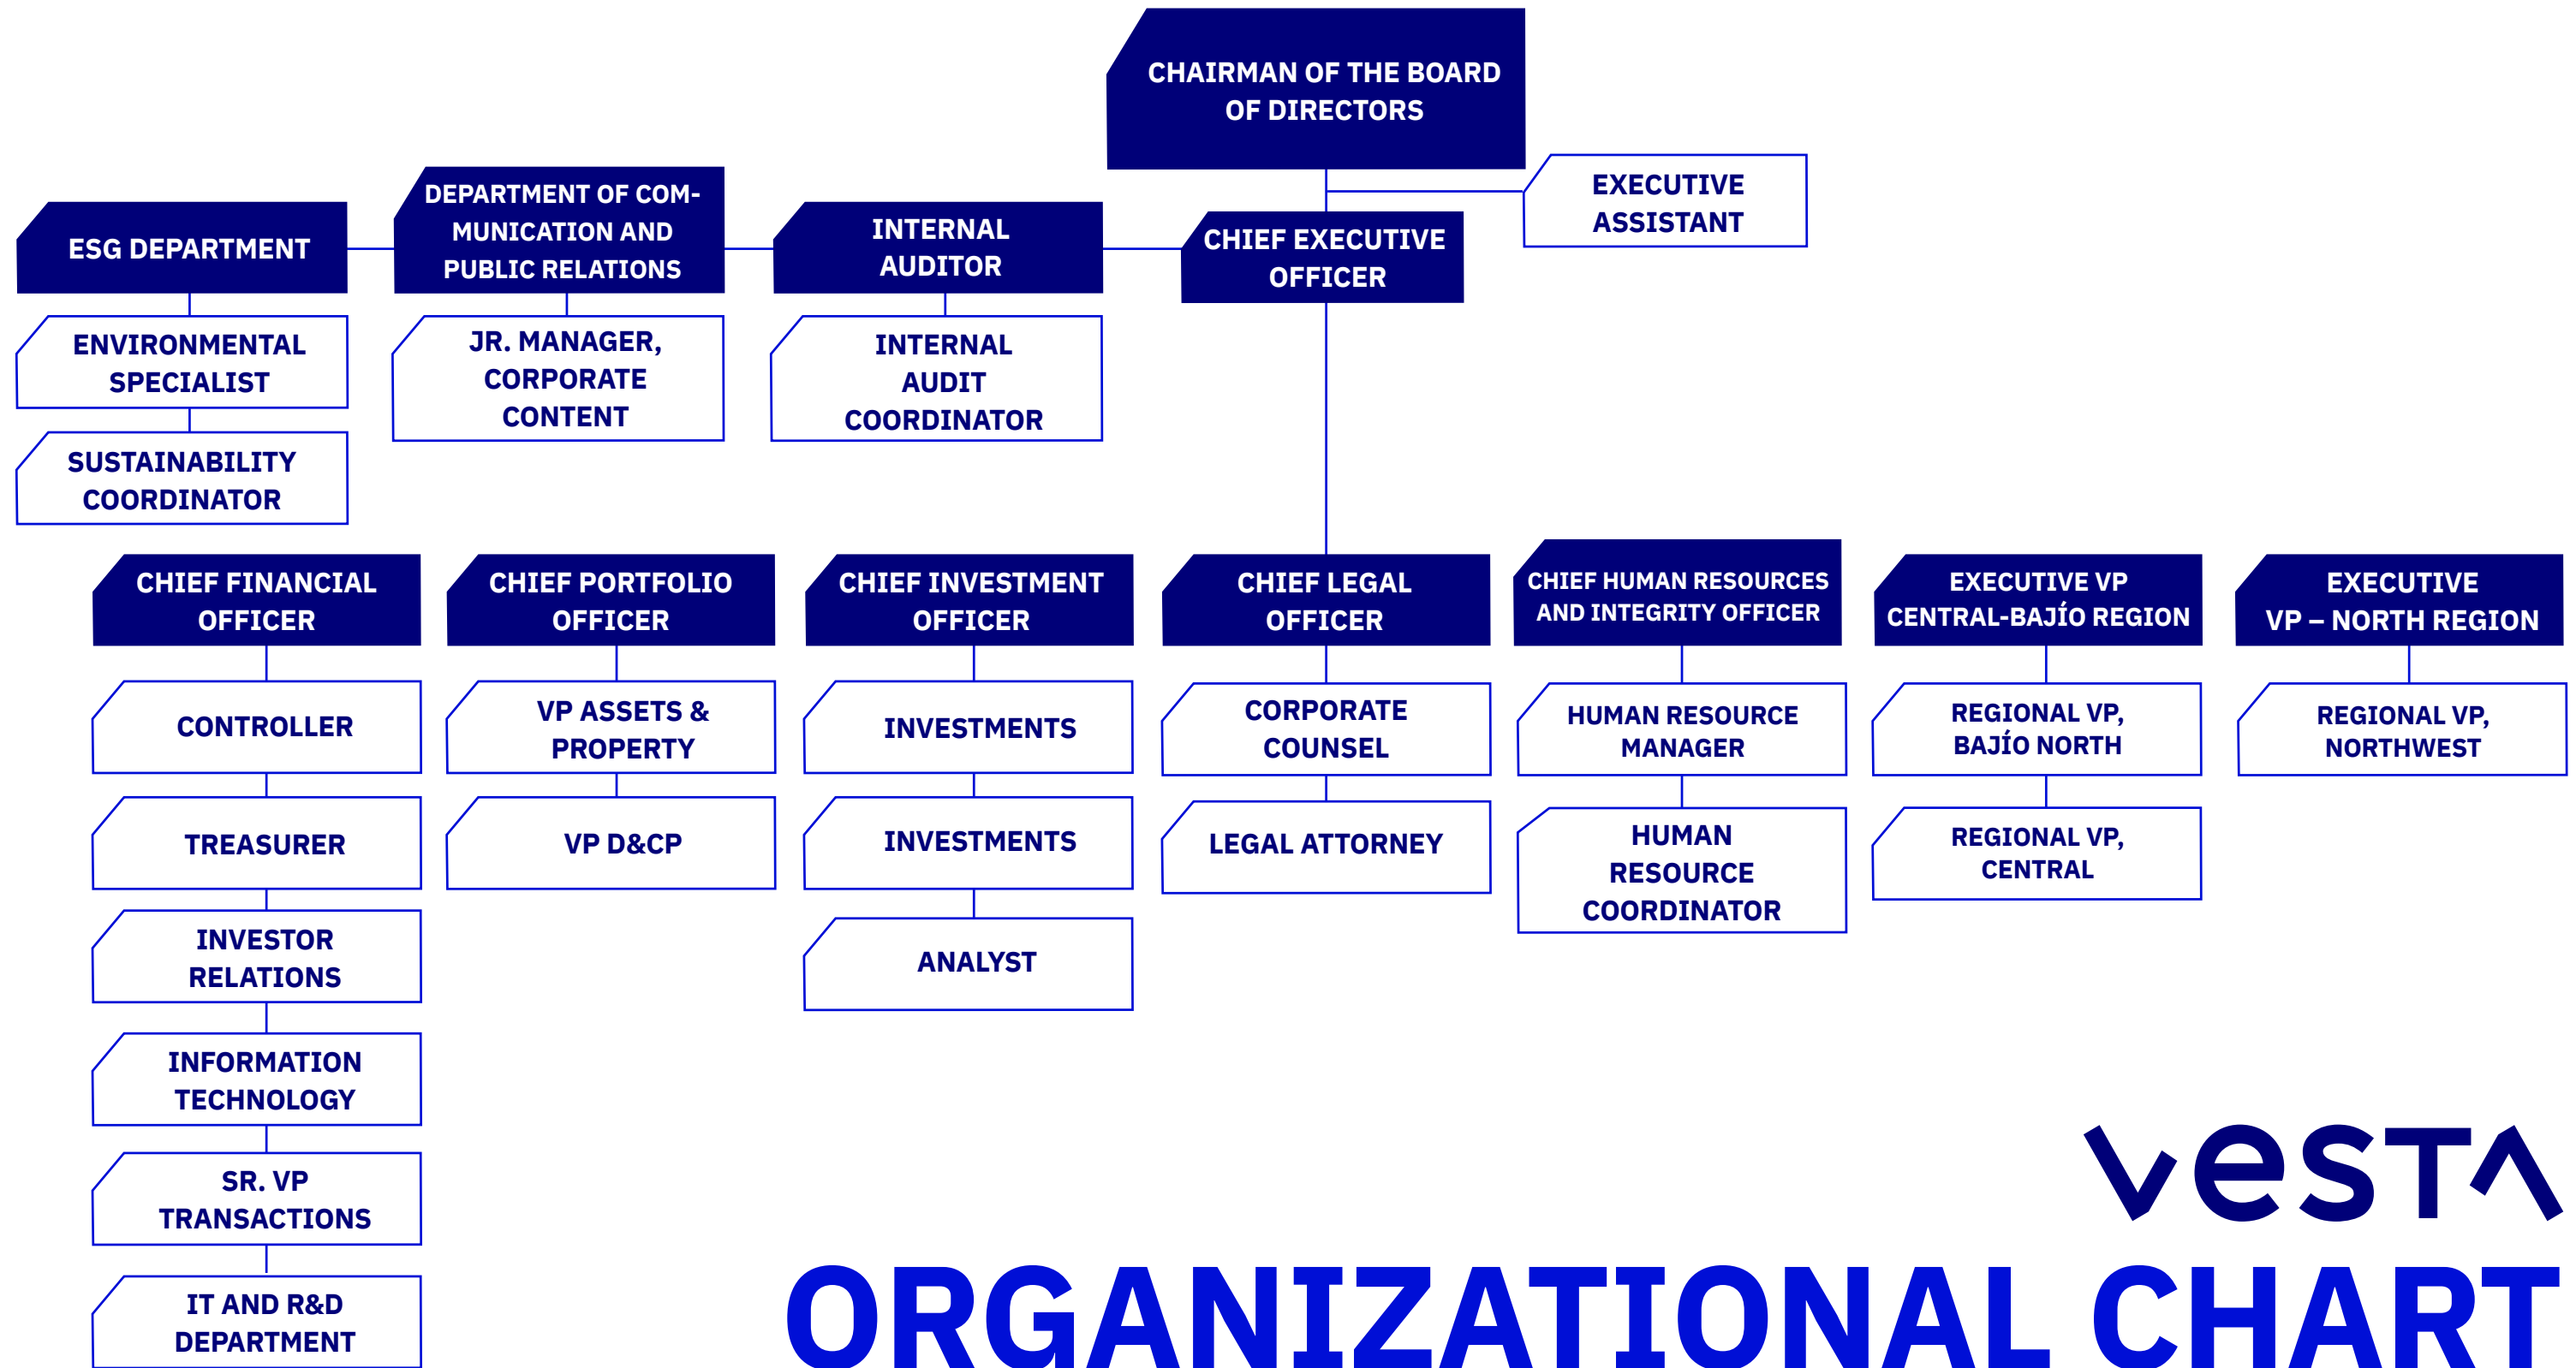 CHAIRMAN OF THE BOARD
OF DIRECTORS
EXECUTIVE
ASSISTANT
ESG DEPARTMENT
DEPARTMENT OF COM-
MUNICATION AND
PUBLIC RELATIONS
INTERNAL
AUDITOR
CHIEF EXECUTIVE
OFFICER
ENVIRONMENTAL
SPECIALIST
SUSTAINABILITY
COORDINATOR
JR. MANAGER,
CORPORATE
CONTENT
INTERNAL
AUDIT
COORDINATOR
CHIEF FINANCIAL
OFFICER
CONTROLLER
TREASURER
INVESTOR
RELATIONS
INFORMATION
TECHNOLOGY
SR. VP
TRANSACTIONS
IT AND R&D
DEPARTMENT
CHIEF PORTFOLIO
OFFICER
VP ASSETS &
PROPERTY
VP D&CP
CHIEF INVESTMENT
OFFICER
INVESTMENTS
INVESTMENTS
ANALYST
CHIEF LEGAL
OFFICER
CORPORATE
COUNSEL
LEGAL ATTORNEY
CHIEF HUMAN RESOURCES
AND INTEGRITY OFFICER
HUMAN RESOURCE
MANAGER
HUMAN
RESOURCE
COORDINATOR
EXECUTIVE VP
CENTRAL-BAJÍO REGION
REGIONAL VP,
BAJÍO NORTH
REGIONAL VP,
CENTRAL
EXECUTIVE
VP – NORTH REGION
REGIONAL VP,
NORTHWEST
vesta
ORGANIZATIONAL CHART